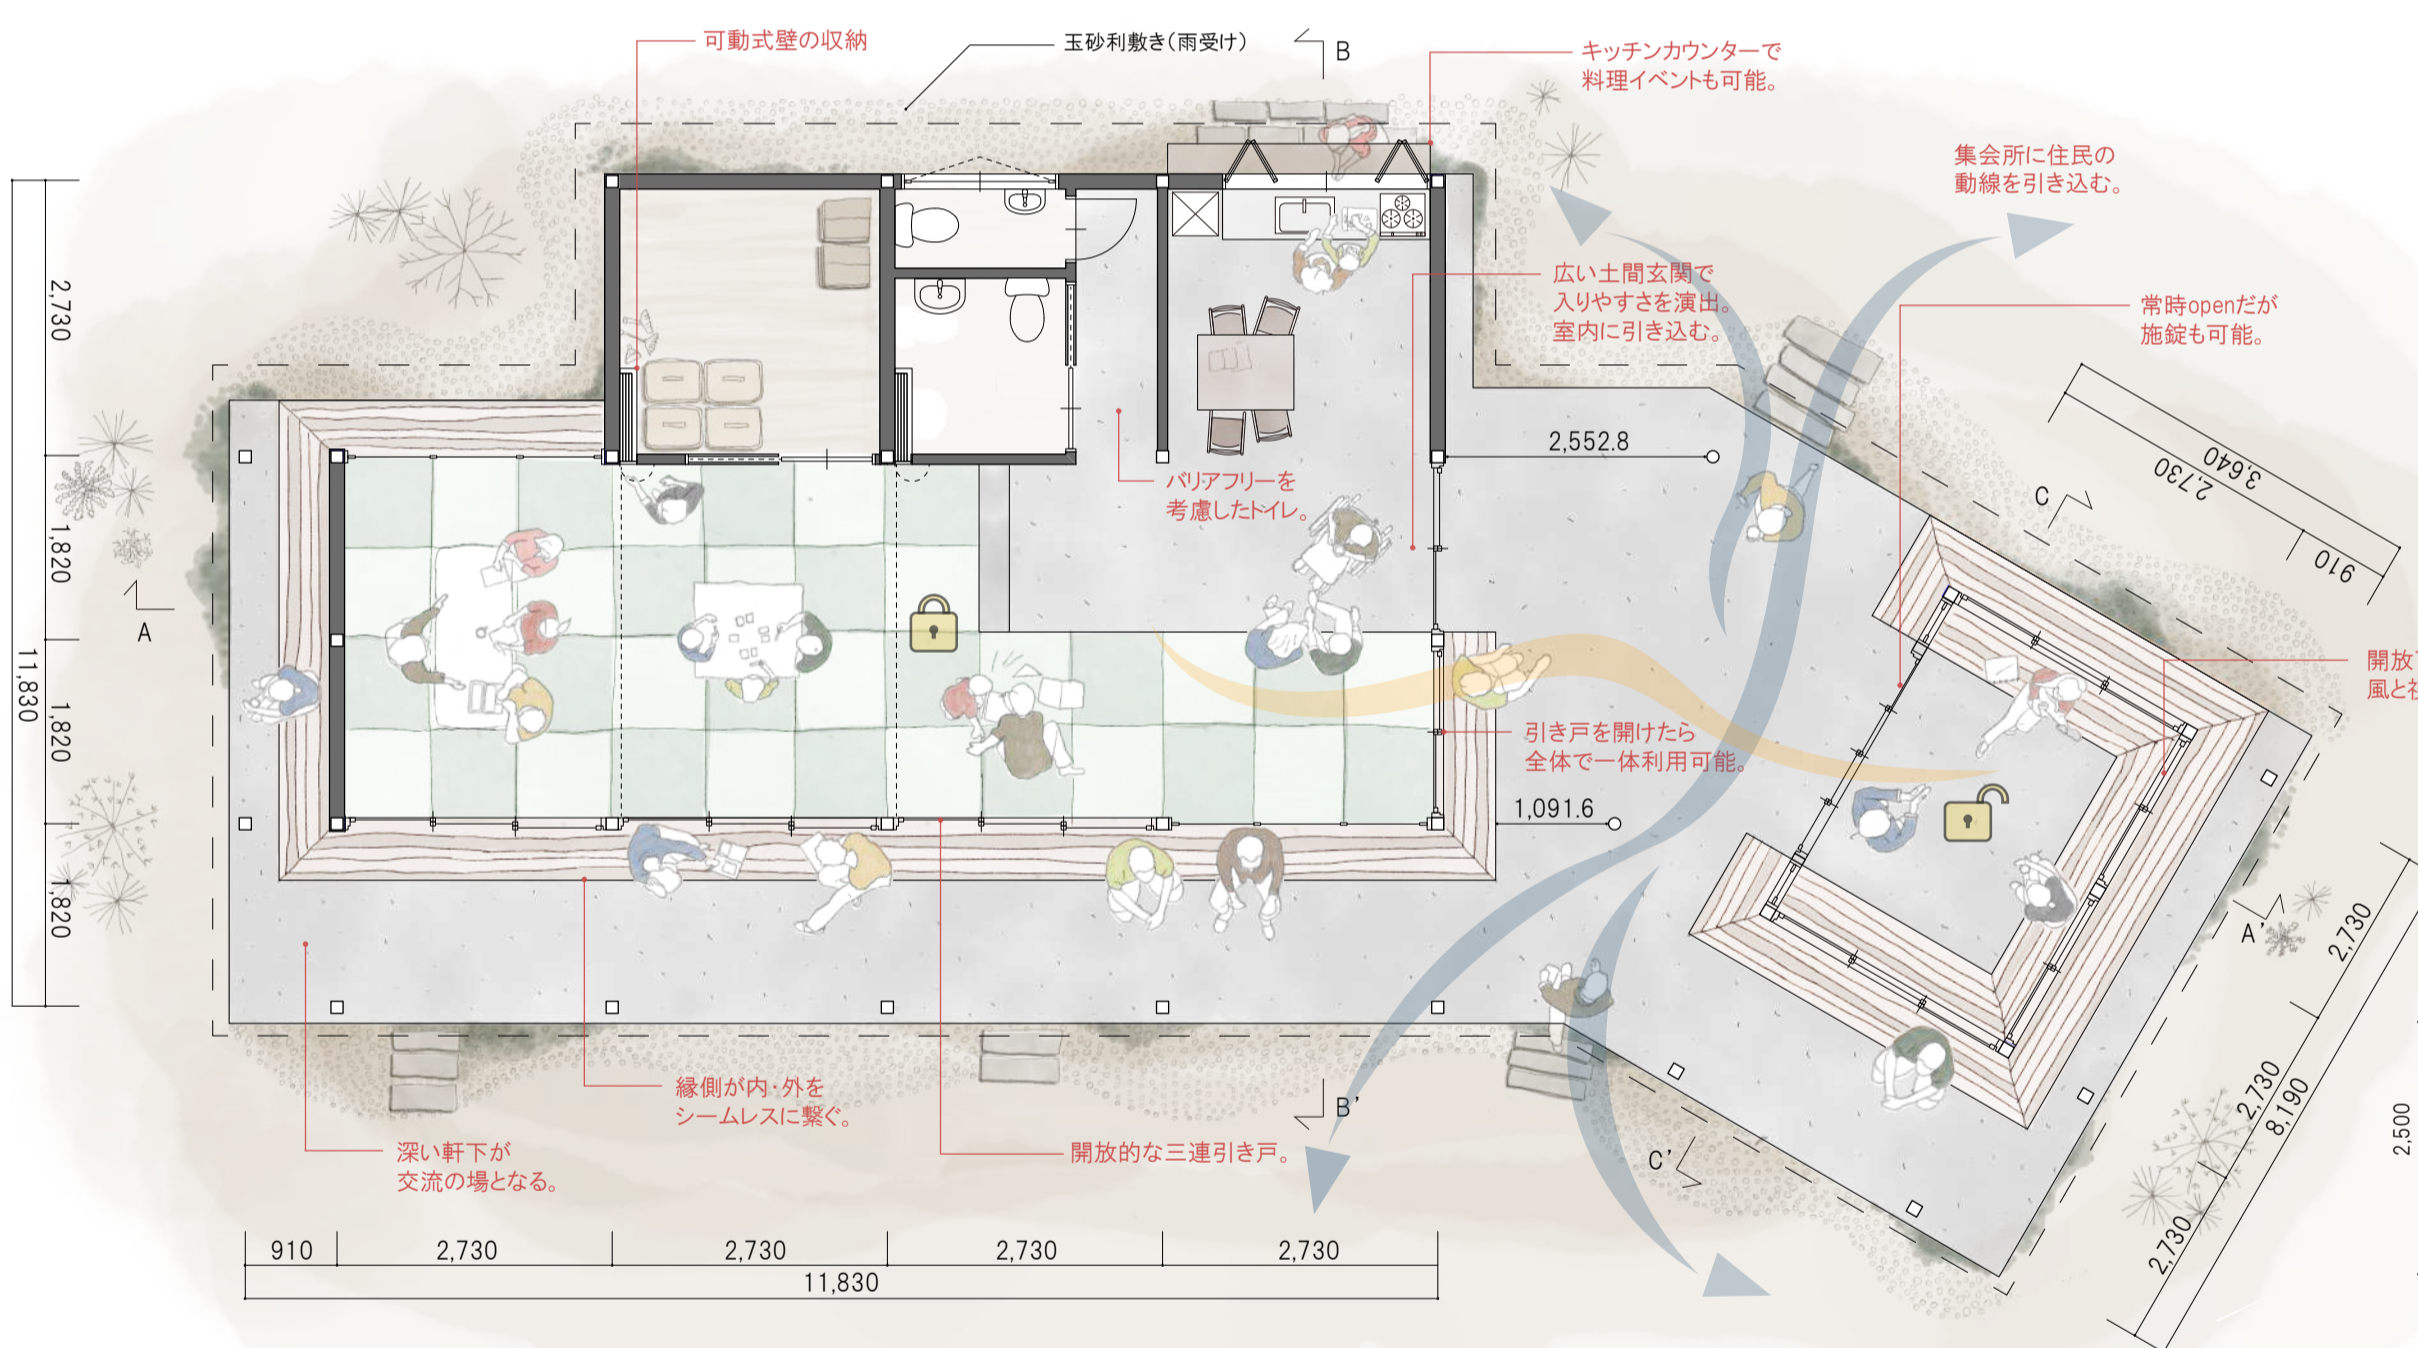 可動式壁の収納
玉砂利敷き(雨受け)
B
キッチンカウンターで
料理イベントも可能。
集会所に住民の
動線を引き込む。
広い土間玄関で
入りやすさを演出。
室内に引き込む。
常時openだが
施錠も可能。
2,730
1,820
1,820
1,820
11,830
A
2,552.8
バリアフリーを
考慮したトイレ。
3,640
2,730
910
C
開放
風と
引き戸を開けたら
全体で一体利用可能。
1,091.6
A'
2,730
2,730
8,190
2,730
2,500
縁側が内・外を
シームレスに繋ぐ。
B'
深い軒下が
交流の場となる。
開放的な三連引き戸。
C'
910
2,730
2,730
2,730
2,730
11,830